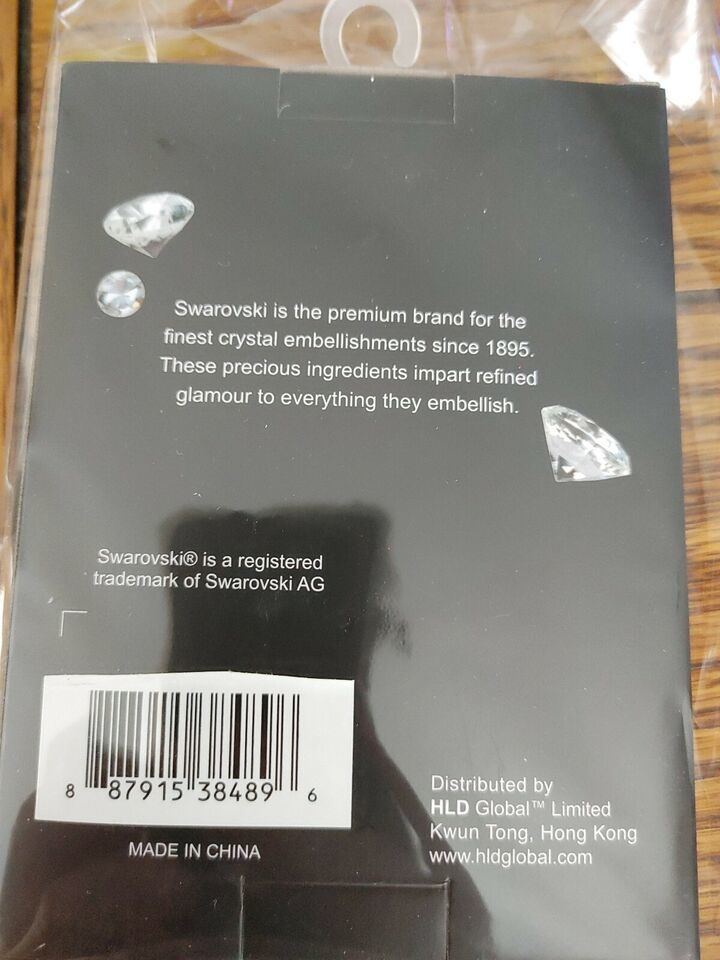 Swarovski is the premium brand for the
finest crystal embellishments since 1895.
These precious ingredients impart refined
glamour to everything they embellish.
Swarovski® is a registered
trademark of Swarovski AG
8 87915 38489 6
MADE IN CHINA
Distributed by
HLD Global™ Limited
Kwun Tong, Hong Kong
www.hldglobal.com